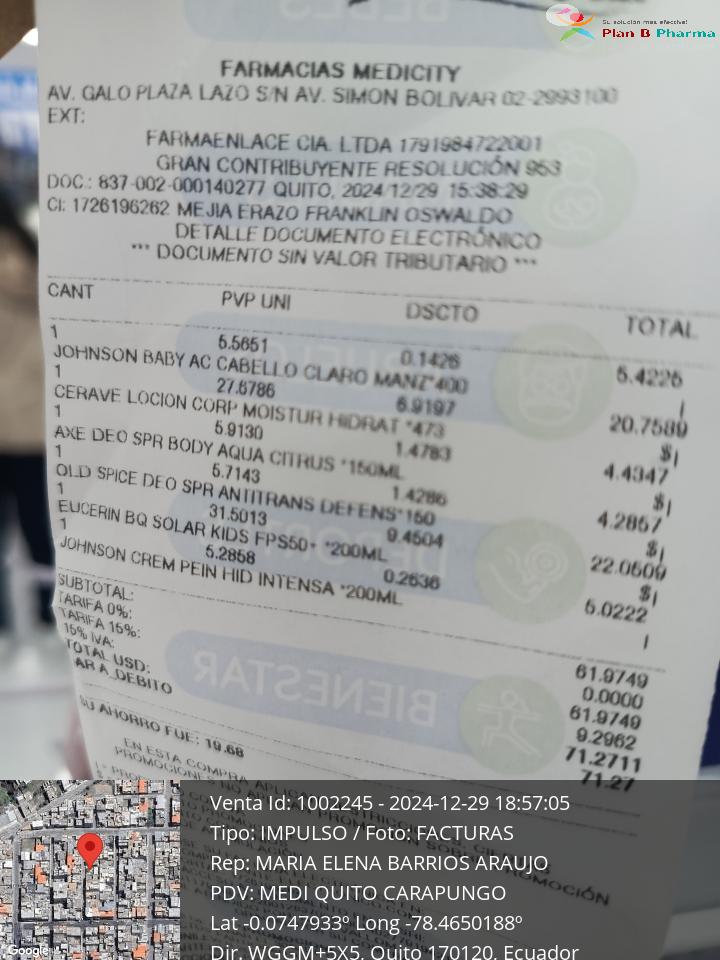 Su solución más efectiva!
Plan B Pharma
FARMACIAS MEDICITY
AV. GALO PLAZA LAZO S/N AV. SIMON BOLIVAR 02-2993100
EXT:
FARMAENLACE CIA. LTDA 1791984722001
GRAN CONTRIBUYENTE RESOLUCIÓN 953
DOC.: 837-002-000140277 QUITO, 2024/12/29 15:38:29
CI: 1726196262 MEJIA ERAZO FRANKLIN OSWALDO
DETALLE DOCUMENTO ELECTRÓNICO
*** DOCUMENTO SIN VALOR TRIBUTARIO ***
CANT PVP UNI DSCTO TOTAL
1 5.5651 0.1426 5.4225
JOHNSON BABY AC CABELLO CLARO MANZ*400 |
1 27.6786 6.9197 20.7589
CERAVE LOCION CORP MOISTUR HIDRAT *473 $|
1 5.9130 1.4783 4.4347
AXE DEO SPR BODY AQUA CITRUS *150ML $|
1 5.7143 1.4286 4.2857
OLD SPICE DEO SPR ANTITRANS DEFENS*150 $|
1 31.5013 9.4504 22.0509
EUCERIN BQ SOLAR KIDS FPS50+ *200ML $|
1 5.2858 0.2636 5.0222
JOHNSON CREM PEIN HID INTENSA *200ML |
SUBTOTAL: 61.9749
TARIFA 0%: 0.0000
TARIFA 15%: 61.9749
15% IVA: 9.2962
TOTAL USD: 71.2711
AR A_DEBITO 71.27
SU AHORRO FUE: 19.68
EN ESTA COMPRA
BIENESTAR
Venta Id: 1002245 - 2024-12-29 18:57:05
Tipo: IMPULSO / Foto: FACTURAS
Rep: MARIA ELENA BARRIOS ARAUJO
PDV: MEDI QUITO CARAPUNGO
Lat -0.0747933º Long -78.4650188º
Dir. WGGM+5X5, Quito 170120, Ecuador
Google